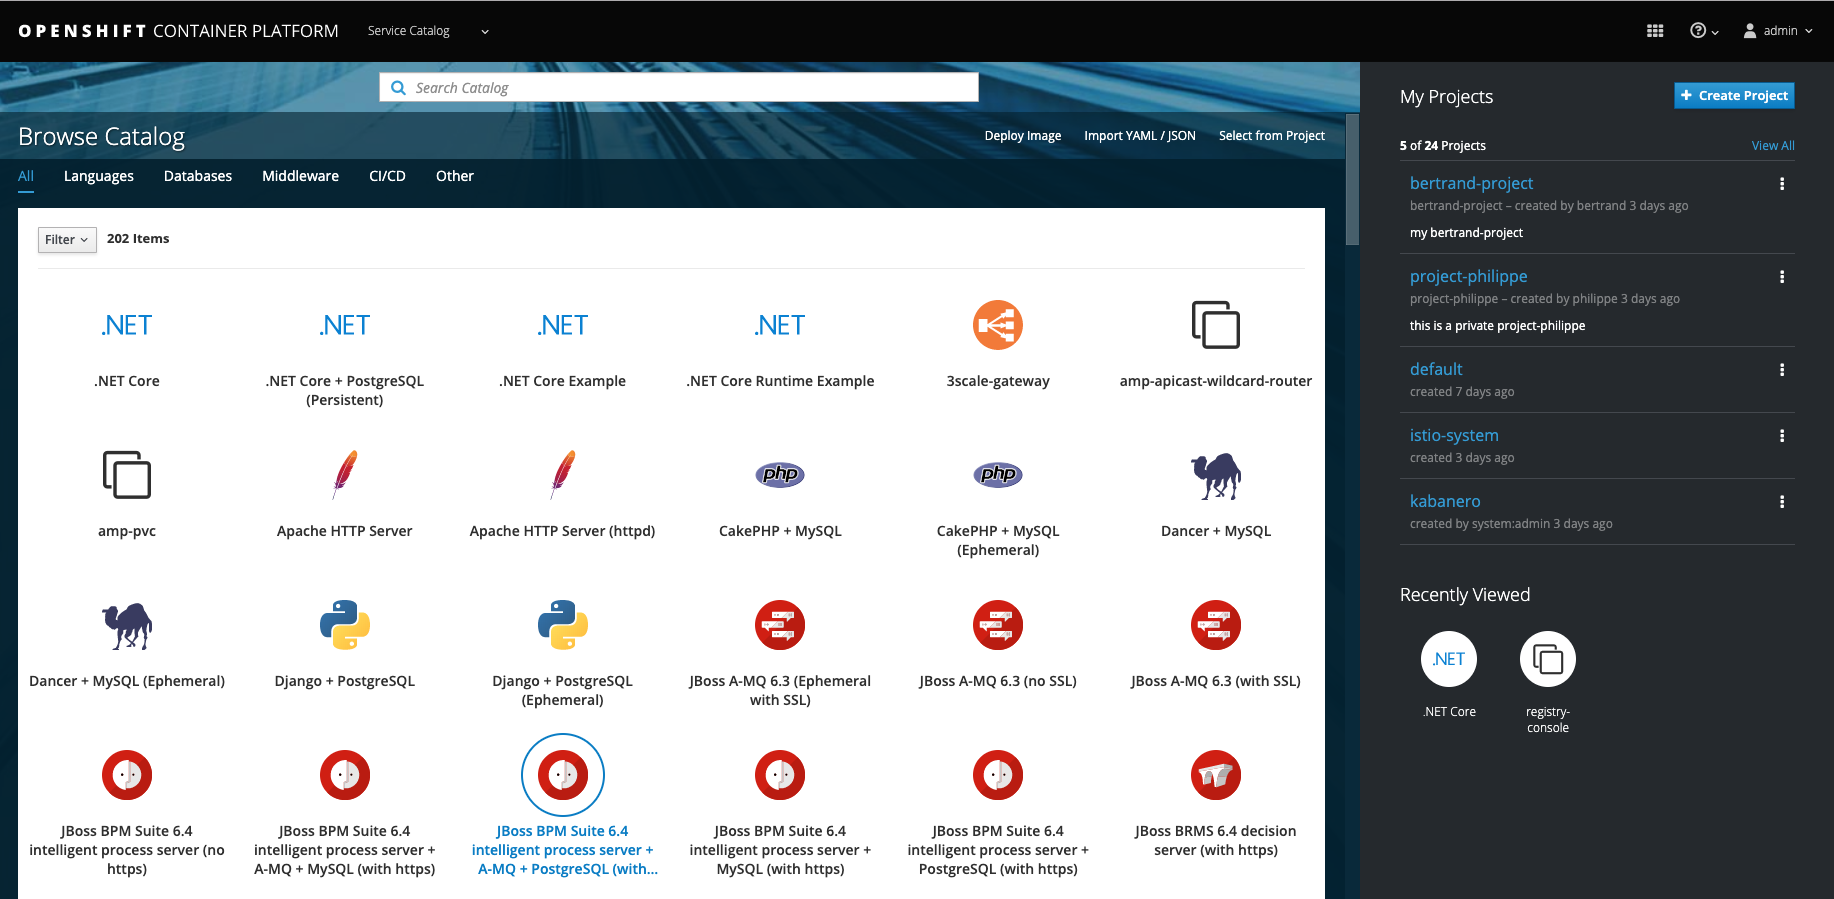 OPENSHIFT CONTAINER PLATFORM
Service Catalog
admin
Search Catalog
Browse Catalog
Deploy Image
Import YAML / JSON
Select from Project
All
Languages
Databases
Middleware
CI/CD
Other
Filter
202 Items
.NET
.NET Core
.NET
.NET Core + PostgreSQL
(Persistent)
.NET
.NET Core Example
.NET
.NET Core Runtime Example
3scale-gateway
amp-apicast-wildcard-router
amp-pvc
Apache HTTP Server
Apache HTTP Server (httpd)
php
CakePHP + MySQL
php
CakePHP + MySQL
(Ephemeral)
Dancer + MySQL
Dancer + MySQL (Ephemeral)
Django + PostgreSQL
Django + PostgreSQL
(Ephemeral)
JBoss A-MQ 6.3 (Ephemeral
with SSL)
JBoss A-MQ 6.3 (no SSL)
JBoss A-MQ 6.3 (with SSL)
JBoss BPM Suite 6.4
intelligent process server (no
https)
JBoss BPM Suite 6.4
intelligent process server +
A-MQ + MySQL (with https)
JBoss BPM Suite 6.4
intelligent process server +
A-MQ + PostgreSQL (with...
JBoss BPM Suite 6.4
intelligent process server +
MySQL (with https)
JBoss BPM Suite 6.4
intelligent process server +
PostgreSQL (with https)
JBoss BRMS 6.4 decision
server (with https)
My Projects
+ Create Project
5 of 24 Projects
View All
bertrand-project
bertrand-project – created by bertrand 3 days ago
my bertrand-project
project-philippe
project-philippe – created by philippe 3 days ago
this is a private project-philippe
default
created 7 days ago
istio-system
created 3 days ago
kabanero
created by system:admin 3 days ago
Recently Viewed
.NET
.NET Core
registry-
console